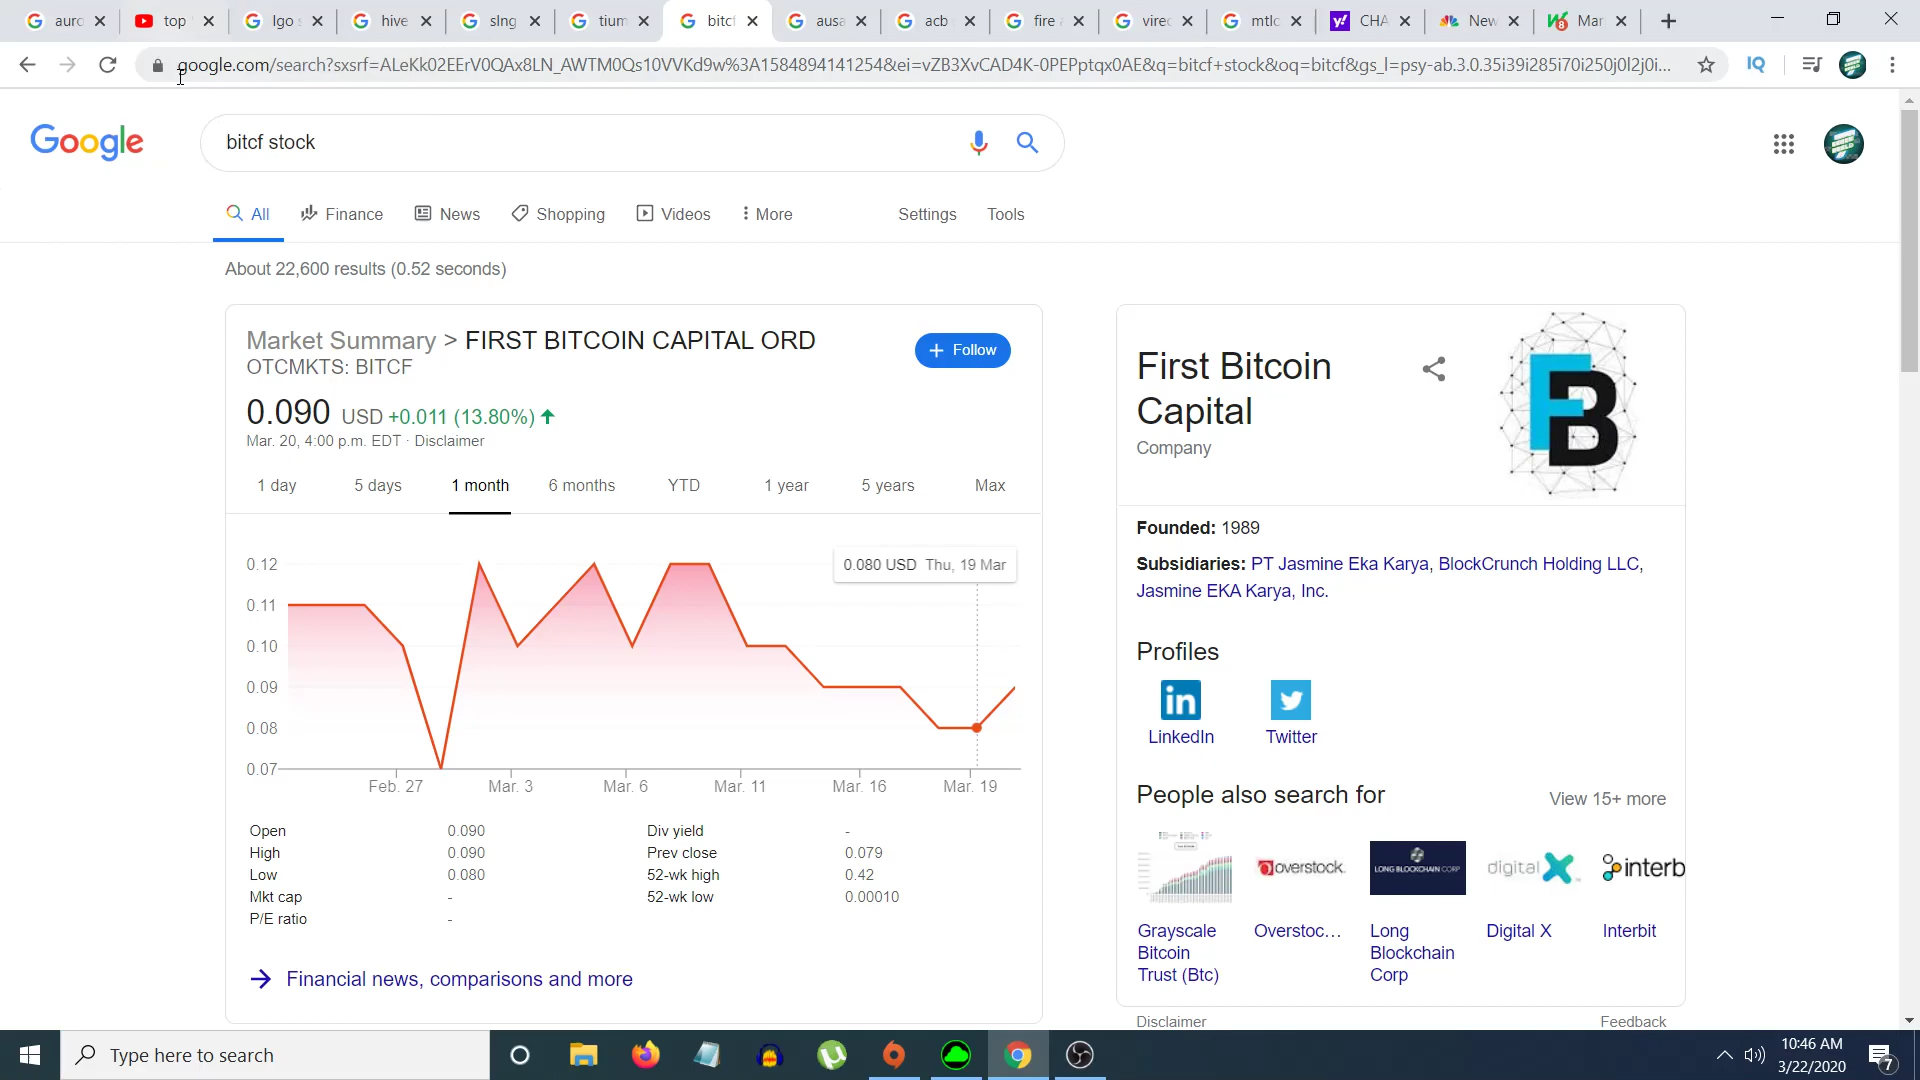 auro
top
lgo s
hive
slng
tium
bitcf
ausa
acb
fire a
vire
mtlc
CHA
New
Mar
google.com/search?sxsrf=ALeKk02EErV0QAx8LN_AWTM0Qs10VVKd9w%3A1584894141254&ei=vZB3XvCAD4K-0PEPptqx0AE&q=bitcf+stock&oq=bitcf&gs_l=psy-ab.3.0.35i39i285i70i250j0l2j0i...
IQ
Google
bitcf stock
All
Finance
News
Shopping
Videos
More
Settings
Tools
About 22,600 results (0.52 seconds)
Market Summary > FIRST BITCOIN CAPITAL ORD
OTCMKTS: BITCF
+ Follow
0.090 USD +0.011 (13.80%)
Mar. 20, 4:00 p.m. EDT · Disclaimer
1 day 5 days 1 month 6 months YTD 1 year 5 years Max
0.080 USD Thu, 19 Mar
0.12
0.11
0.10
0.09
0.08
0.07
Feb. 27 Mar. 3 Mar. 6 Mar. 11 Mar. 16 Mar. 19
Open 0.090 Div yield -
High 0.090 Prev close 0.079
Low 0.080 52-wk high 0.42
Mkt cap - 52-wk low 0.00010
P/E ratio -
Financial news, comparisons and more
First Bitcoin
Capital
Company
FB
Founded: 1989
Subsidiaries: PT Jasmine Eka Karya, BlockCrunch Holding LLC,
Jasmine EKA Karya, Inc.
Profiles
in
LinkedIn
Twitter
People also search for
View 15+ more
overstock.
LONG BLOCKCHAIN CORP
digital X
interb
Grayscale
Bitcoin
Trust (Btc)
Overstoc...
Long
Blockchain
Corp
Digital X
Interbit
Disclaimer
Feedback
Type here to search
10:46 AM
3/22/2020
7